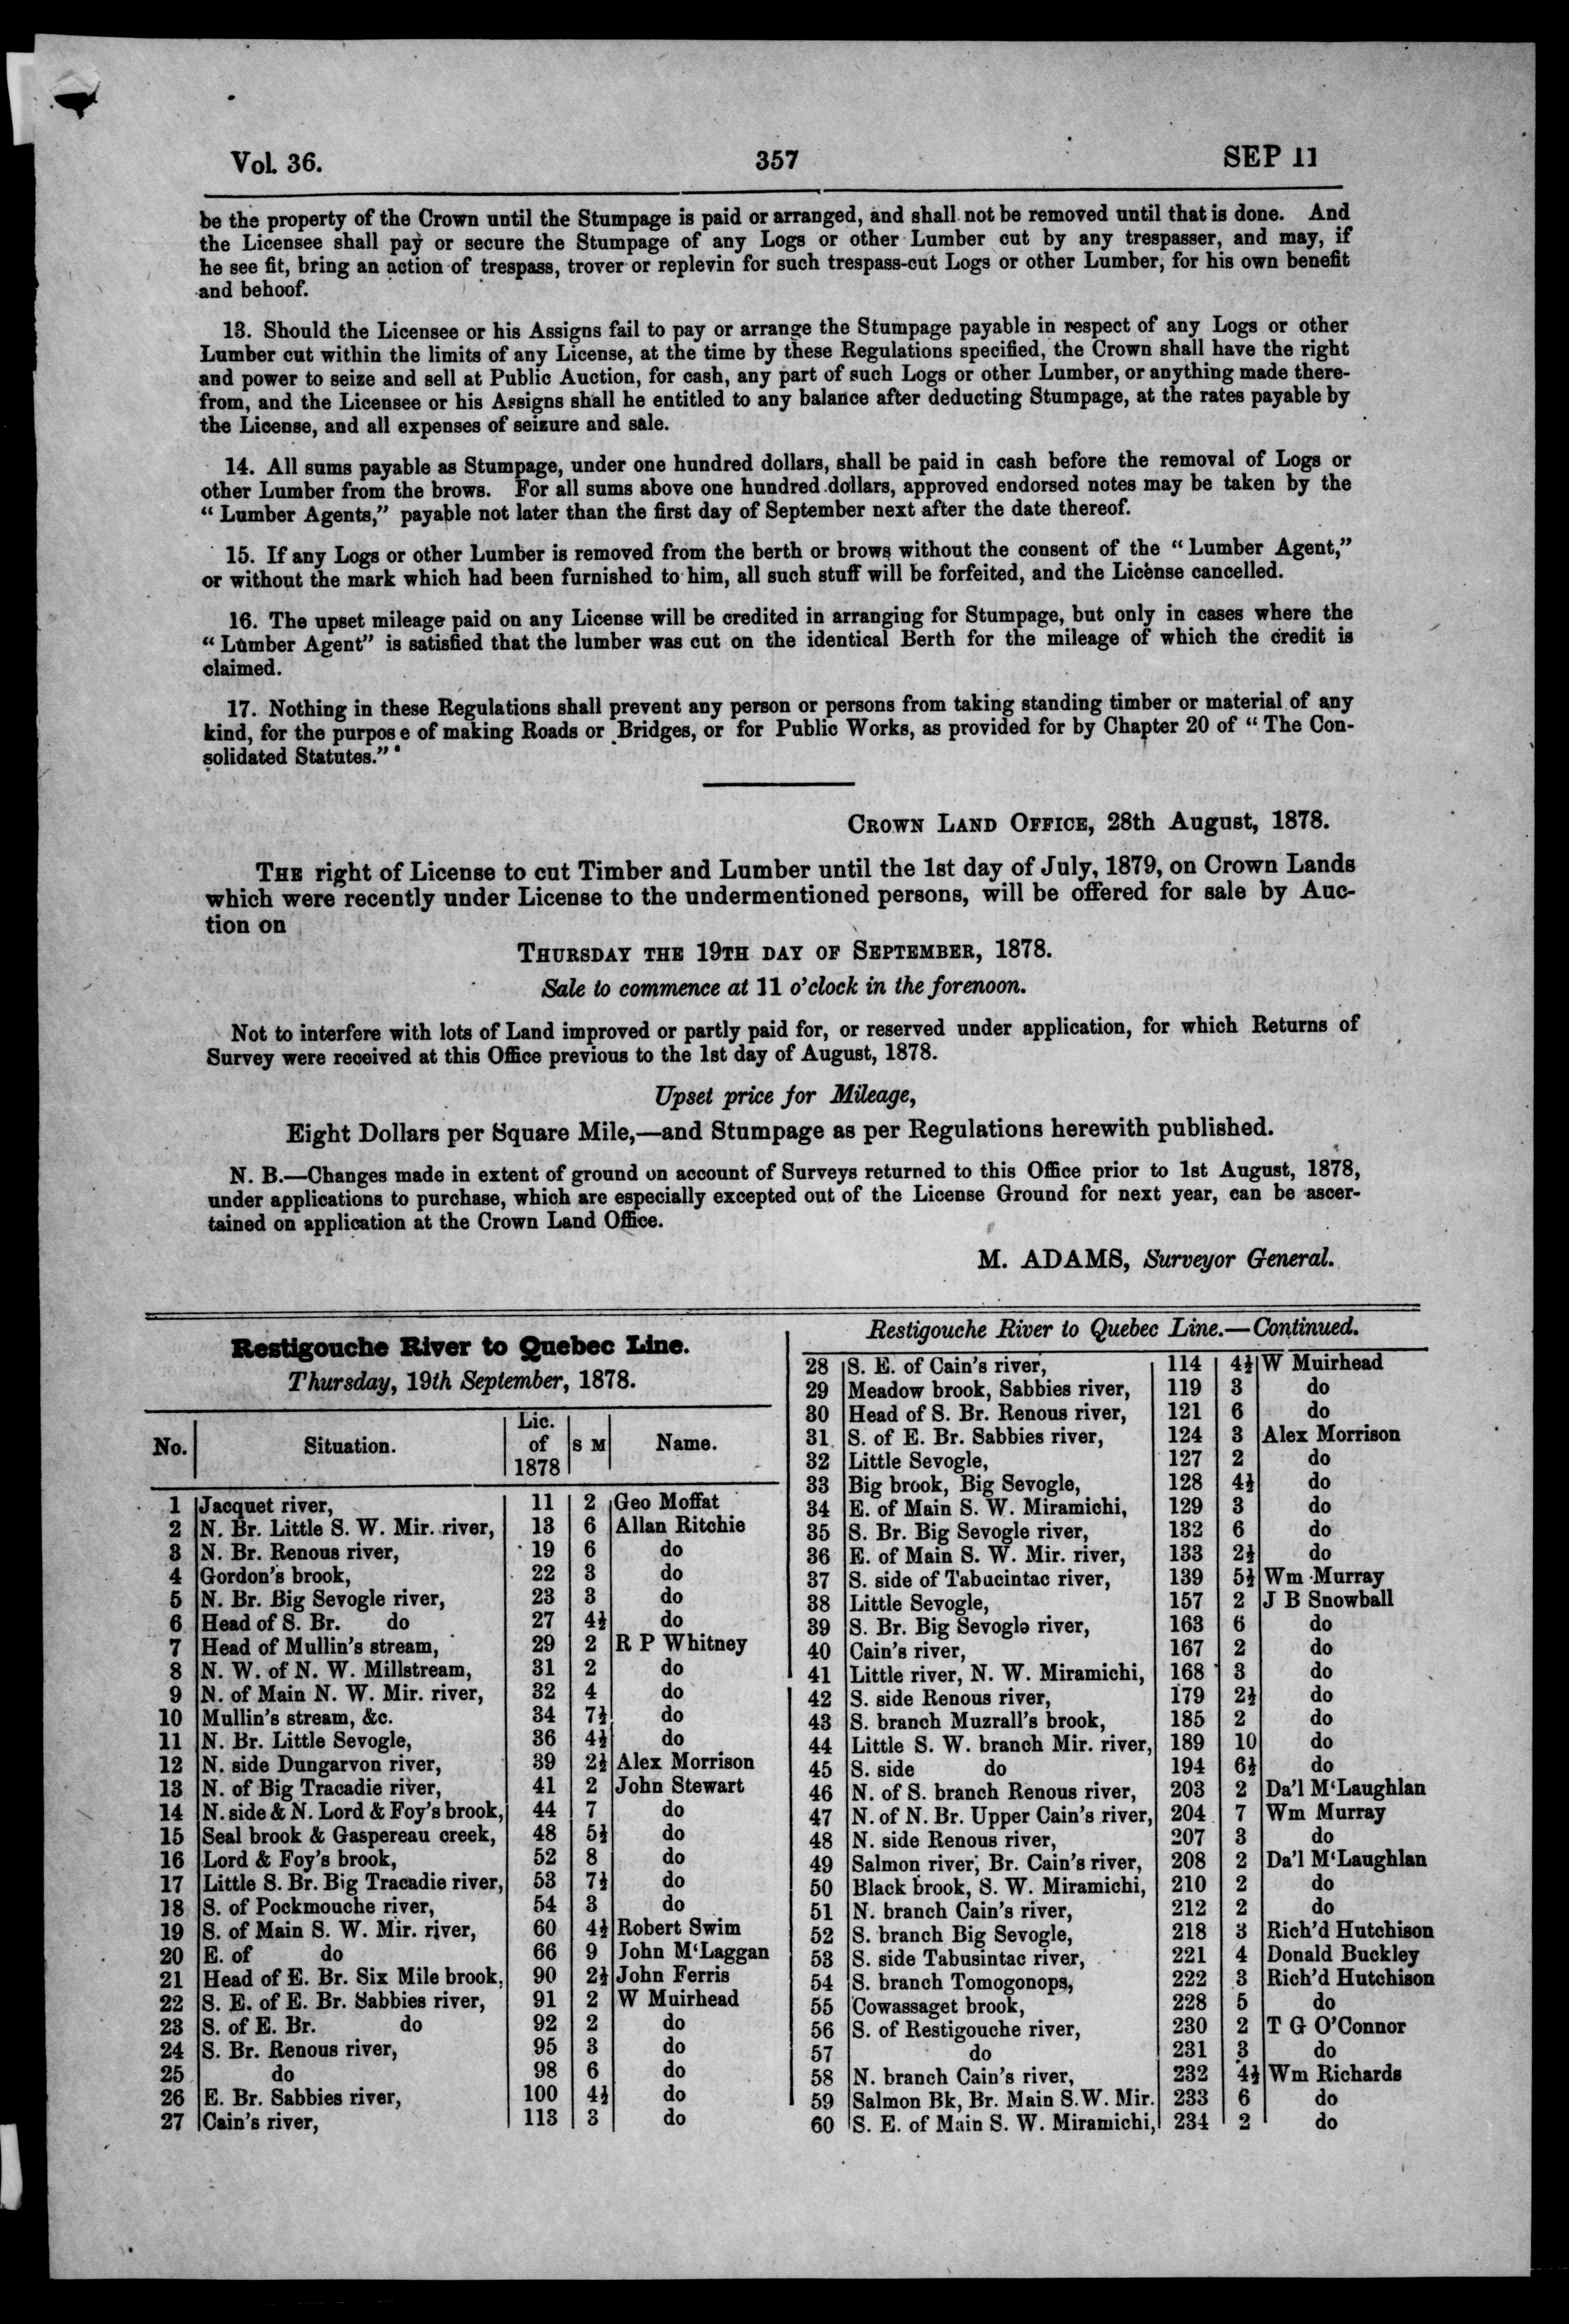 Vol. 36.
357
SEP 11
be the property of the Crown until the Stumpage is paid or arranged, and shall not be removed until that is done. And
the Licensee shall pay or secure the Stumpage of any Logs or other Lumber cut by any trespasser, and may, if
he see fit, bring an action of trespass, trover or replevin for such trespass-cut Logs or other Lumber, for his own benefit
and behoof.
13. Should the Licensee or his Assigns fail to pay or arrange the Stumpage payable in respect of any Logs or other
Lumber cut within the limits of any License, at the time by these Regulations specified, the Crown shall have the right
and power to seize and sell at Public Auction, for cash, any part of such Logs or other Lumber, or anything made there-
from, and the Licensee or his Assigns shall he entitled to any balance after deducting Stumpage, at the rates payable by
the License, and all expenses of seizure and sale.
14. All sums payable as Stumpage, under one hundred dollars, shall be paid in cash before the removal of Logs or
other Lumber from the brows. For all sums above one hundred dollars, approved endorsed notes may be taken by the
"Lumber Agents," payable not later than the first day of September next after the date thereof.
15. If any Logs or other Lumber is removed from the berth or brows without the consent of the "Lumber Agent,"
or without the mark which had been furnished to him, all such stuff will be forfeited, and the License cancelled.
16. The upset mileage paid on any License will be credited in arranging for Stumpage, but only in cases where the
"Lumber Agent" is satisfied that the lumber was cut on the identical Berth for the mileage of which the credit is
claimed.
17. Nothing in these Regulations shall prevent any person or persons from taking standing timber or material of any
kind, for the purpos e of making Roads or Bridges, or for Public Works, as provided for by Chapter 20 of "The Con-
solidated Statutes."
CROWN LAND OFFICE, 28th August, 1878.
THE right of License to cut Timber and Lumber until the 1st day of July, 1879, on Crown Lands
which were recently under License to the undermentioned persons, will be offered for sale by Auc-
tion on
THURSDAY THE 19TH DAY OF SEPTEMBER, 1878.
Sale to commence at 11 o'clock in the forenoon.
Not to interfere with lots of Land improved or partly paid for, or reserved under application, for which Returns of
Survey were received at this Office previous to the 1st day of August, 1878.
Upset price for Mileage,
Eight Dollars per Square Mile,—and Stumpage as per Regulations herewith published.
N. B.—Changes made in extent of ground on account of Surveys returned to this Office prior to 1st August, 1878,
under applications to purchase, which are especially excepted out of the License Ground for next year, can be ascer-
tained on application at the Crown Land Office.
M. ADAMS, Surveyor General.
Restigouche River to Quebec Line.
Thursday, 19th September, 1878.
No. Situation. Lic. of 1878 S M Name.
1 Jacquet river, 11 2 Geo Moffat
2 N. Br. Little S. W. Mir. river, 13 6 Allan Ritchie
3 N. Br. Renous river, 19 6 do
4 Gordon's brook, 22 3 do
5 N. Br. Big Sevogle river, 23 3 do
6 Head of S. Br. do 27 4½ do
7 Head of Mullin's stream, 29 2 R P Whitney
8 N. W. of N. W. Millstream, 31 2 do
9 N. of Main N. W. Mir. river, 32 4 do
10 Mullin's stream, &c. 34 7½ do
11 N. Br. Little Sevogle, 36 4½ do
12 N. side Dungarvon river, 39 2½ Alex Morrison
13 N. of Big Tracadie river, 41 2 John Stewart
14 N. side & N. Lord & Foy's brook, 44 7 do
15 Seal brook & Gaspereau creek, 48 5½ do
16 Lord & Foy's brook, 52 8 do
17 Little S. Br. Big Tracadie river, 53 7½ do
18 S. of Pockmouche river, 54 3 do
19 S. of Main S. W. Mir. river, 60 4½ Robert Swim
20 E. of do 66 9 John M'Laggan
21 Head of E. Br. Six Mile brook, 90 2½ John Ferris
22 S. E. of E. Br. Sabbies river, 91 2 W Muirhead
23 S. of E. Br. do 92 2 do
24 S. Br. Renous river, 95 3 do
25 do 98 6 do
26 E. Br. Sabbies river, 100 4½ do
27 Cain's river, 113 3 do
Restigouche River to Quebec Line.—Continued.
28 S. E. of Cain's river, 114 4½ W Muirhead
29 Meadow brook, Sabbies river, 119 3 do
30 Head of S. Br. Renous river, 121 6 do
31 S. of E. Br. Sabbies river, 124 3 Alex Morrison
32 Little Sevogle, 127 2 do
33 Big brook, Big Sevogle, 128 4½ do
34 E. of Main S. W. Miramichi, 129 3 do
35 S. Br. Big Sevogle river, 132 6 do
36 E. of Main S. W. Mir. river, 133 2½ do
37 S. side of Tabucintac river, 139 5½ Wm Murray
38 Little Sevogle, 157 2 J B Snowball
39 S. Br. Big Sevogle river, 163 6 do
40 Cain's river, 167 2 do
41 Little river, N. W. Miramichi, 168 3 do
42 S. side Renous river, 179 2½ do
43 S. branch Muzrall's brook, 185 2 do
44 Little S. W. branch Mir. river, 189 10 do
45 S. side do 194 6½ do
46 N. of S. branch Renous river, 203 2 Da'l M'Laughlan
47 N. of N. Br. Upper Cain's river, 204 7 Wm Murray
48 N. side Renous river, 207 3 do
49 Salmon river, Br. Cain's river, 208 2 Da'l M'Laughlan
50 Black brook, S. W. Miramichi, 210 2 do
51 N. branch Cain's river, 212 2 do
52 S. branch Big Sevogle, 218 3 Rich'd Hutchison
53 S. side Tabusintac river, 221 4 Donald Buckley
54 S. branch Tomogonops, 222 3 Rich'd Hutchison
55 Cowassaget brook, 228 5 do
56 S. of Restigouche river, 230 2 T G O'Connor
57 do 231 3 do
58 N. branch Cain's river, 232 4½ Wm Richards
59 Salmon Bk, Br. Main S. W. Mir. 233 6 do
60 S. E. of Main S. W. Miramichi, 234 2 do